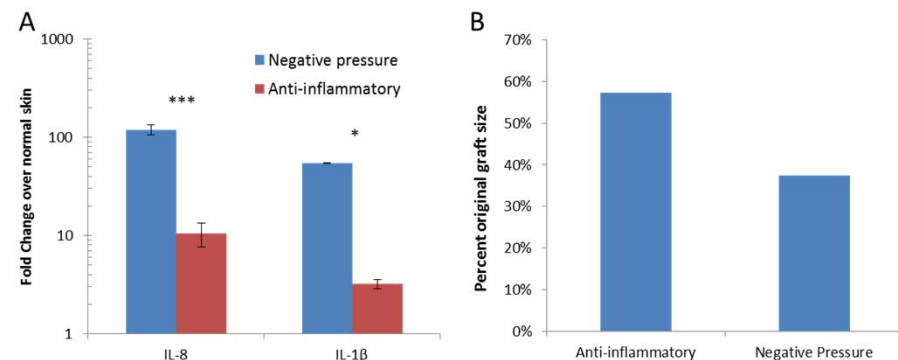 A
Fold Change over normal skin
1000
100
10
1
Negative pressure
Anti-inflammatory
***
*
IL-8
IL-1β
B
Percent original graft size
70%
60%
50%
40%
30%
20%
10%
0%
Anti-inflammatory
Negative Pressure